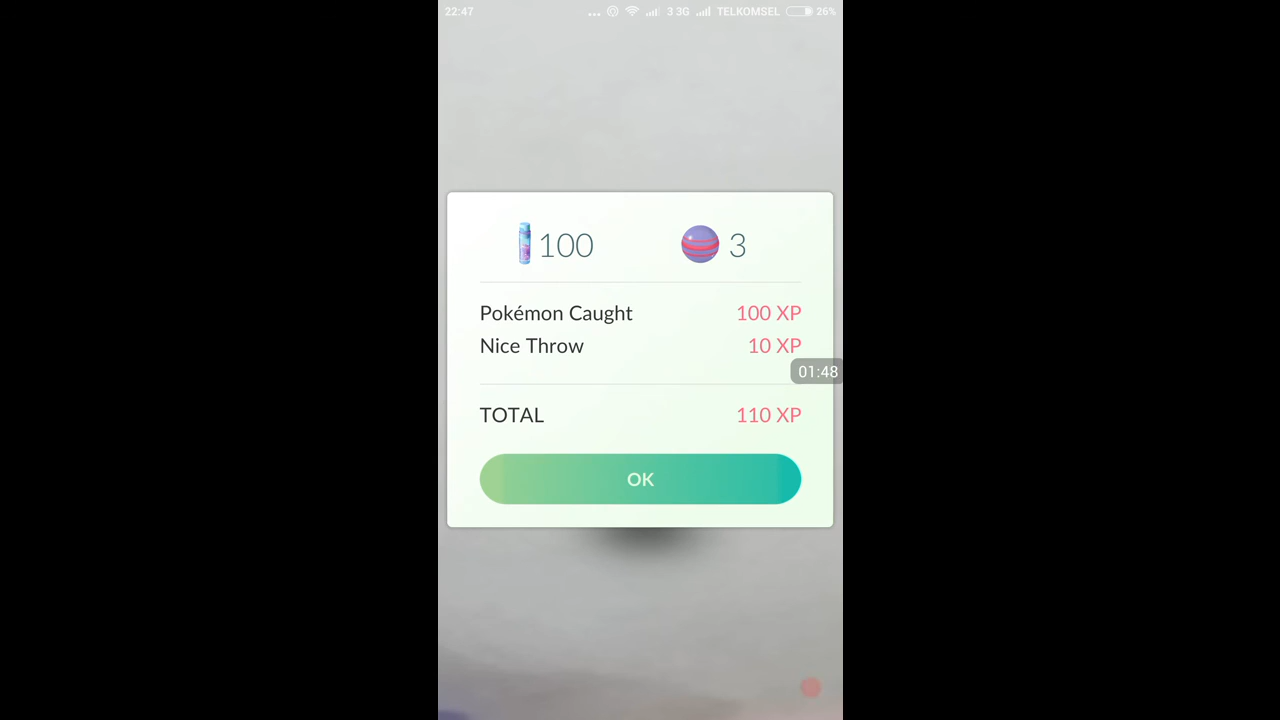 22:47 ... 3 3G TELKOMSEL 26%
100 3
Pokémon Caught 100 XP
Nice Throw 10 XP
01:48
TOTAL 110 XP
OK